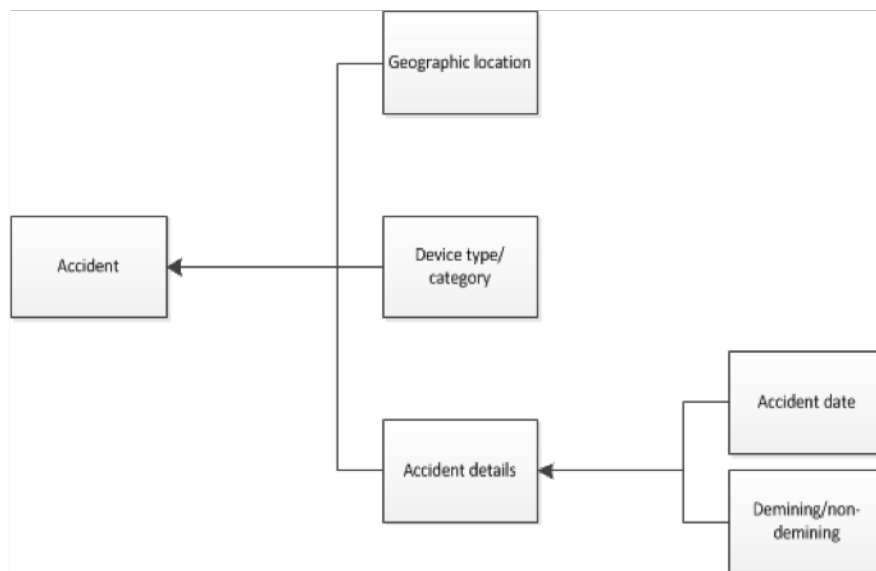 Geographic location
Accident
Device type/
category
Accident date
Accident details
Demining/non-
demining